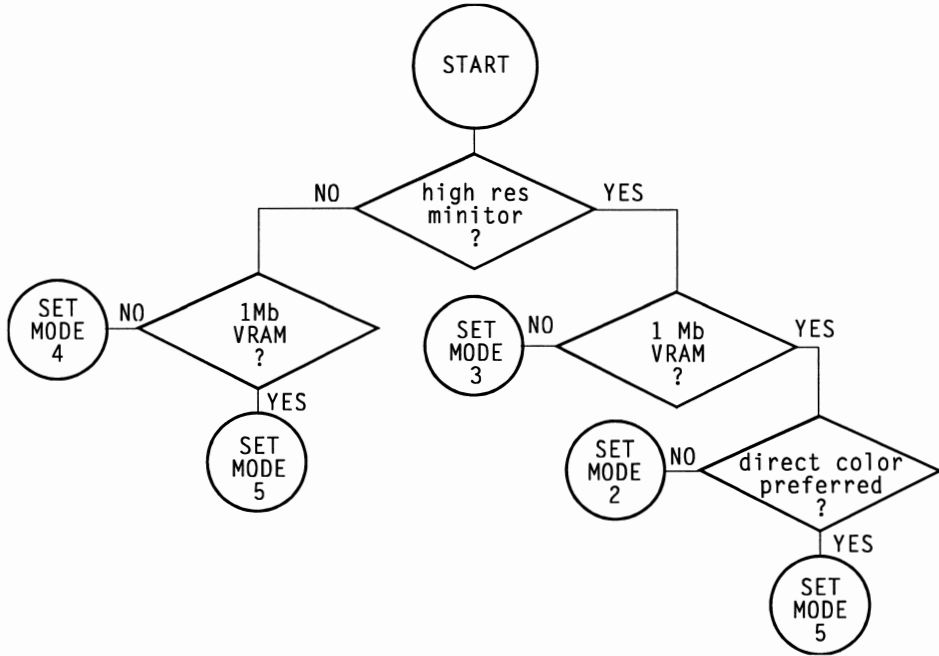 START
NO
high res
minitor
?
YES
SET
MODE
4
NO
1Mb
VRAM
?
YES
SET
MODE
5
SET
MODE
3
NO
1 Mb
VRAM
?
YES
SET
MODE
2
NO
direct color
preferred
?
YES
SET
MODE
5